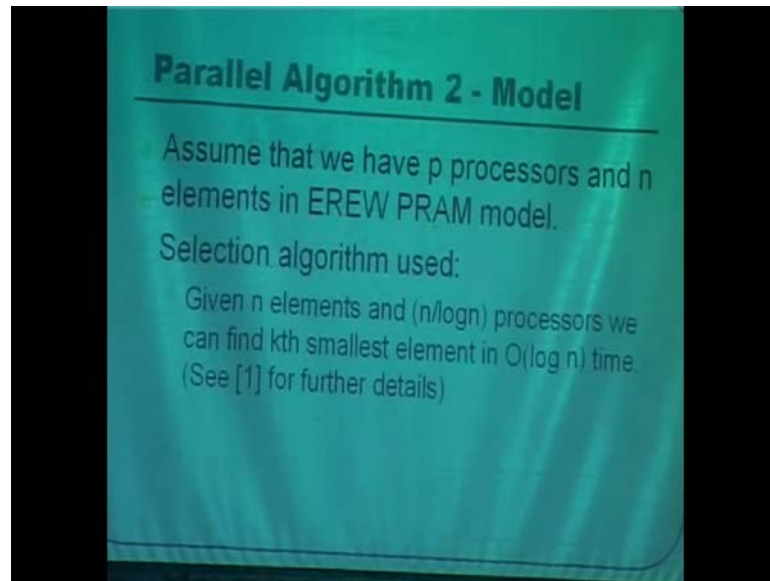 Parallel Algorithm 2 - Model
Assume that we have p processors and n
elements in EREW PRAM model.
Selection algorithm used:
Given n elements and (n/logn) processors we
can find kth smallest element in O(log n) time.
(See [1] for further details)